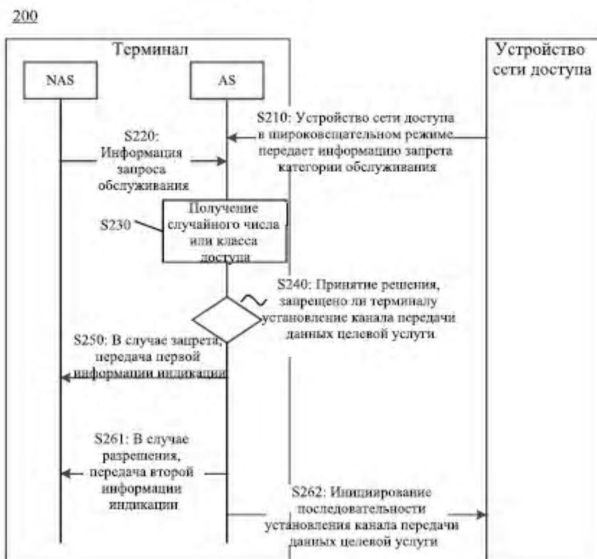 200
Терминал
Устройство
сети доступа
NAS
AS
S210: Устройство сети доступа
в широковещательном режиме
передает информацию запрета
категории обслуживания
S220:
Информация
запроса
обслуживания
S230
Получение
случайного числа
или класса
доступа
S240: Принятие решения,
запрещено ли терминалу
установление канала передачи
данных целевой услуги
S250: В случае запрета,
передача первой
информации индикации
S261: В случае
разрешения,
передача второй
информации
индикации
S262: Инициирование
последовательности
установления канала передачи
данных целевой услуги